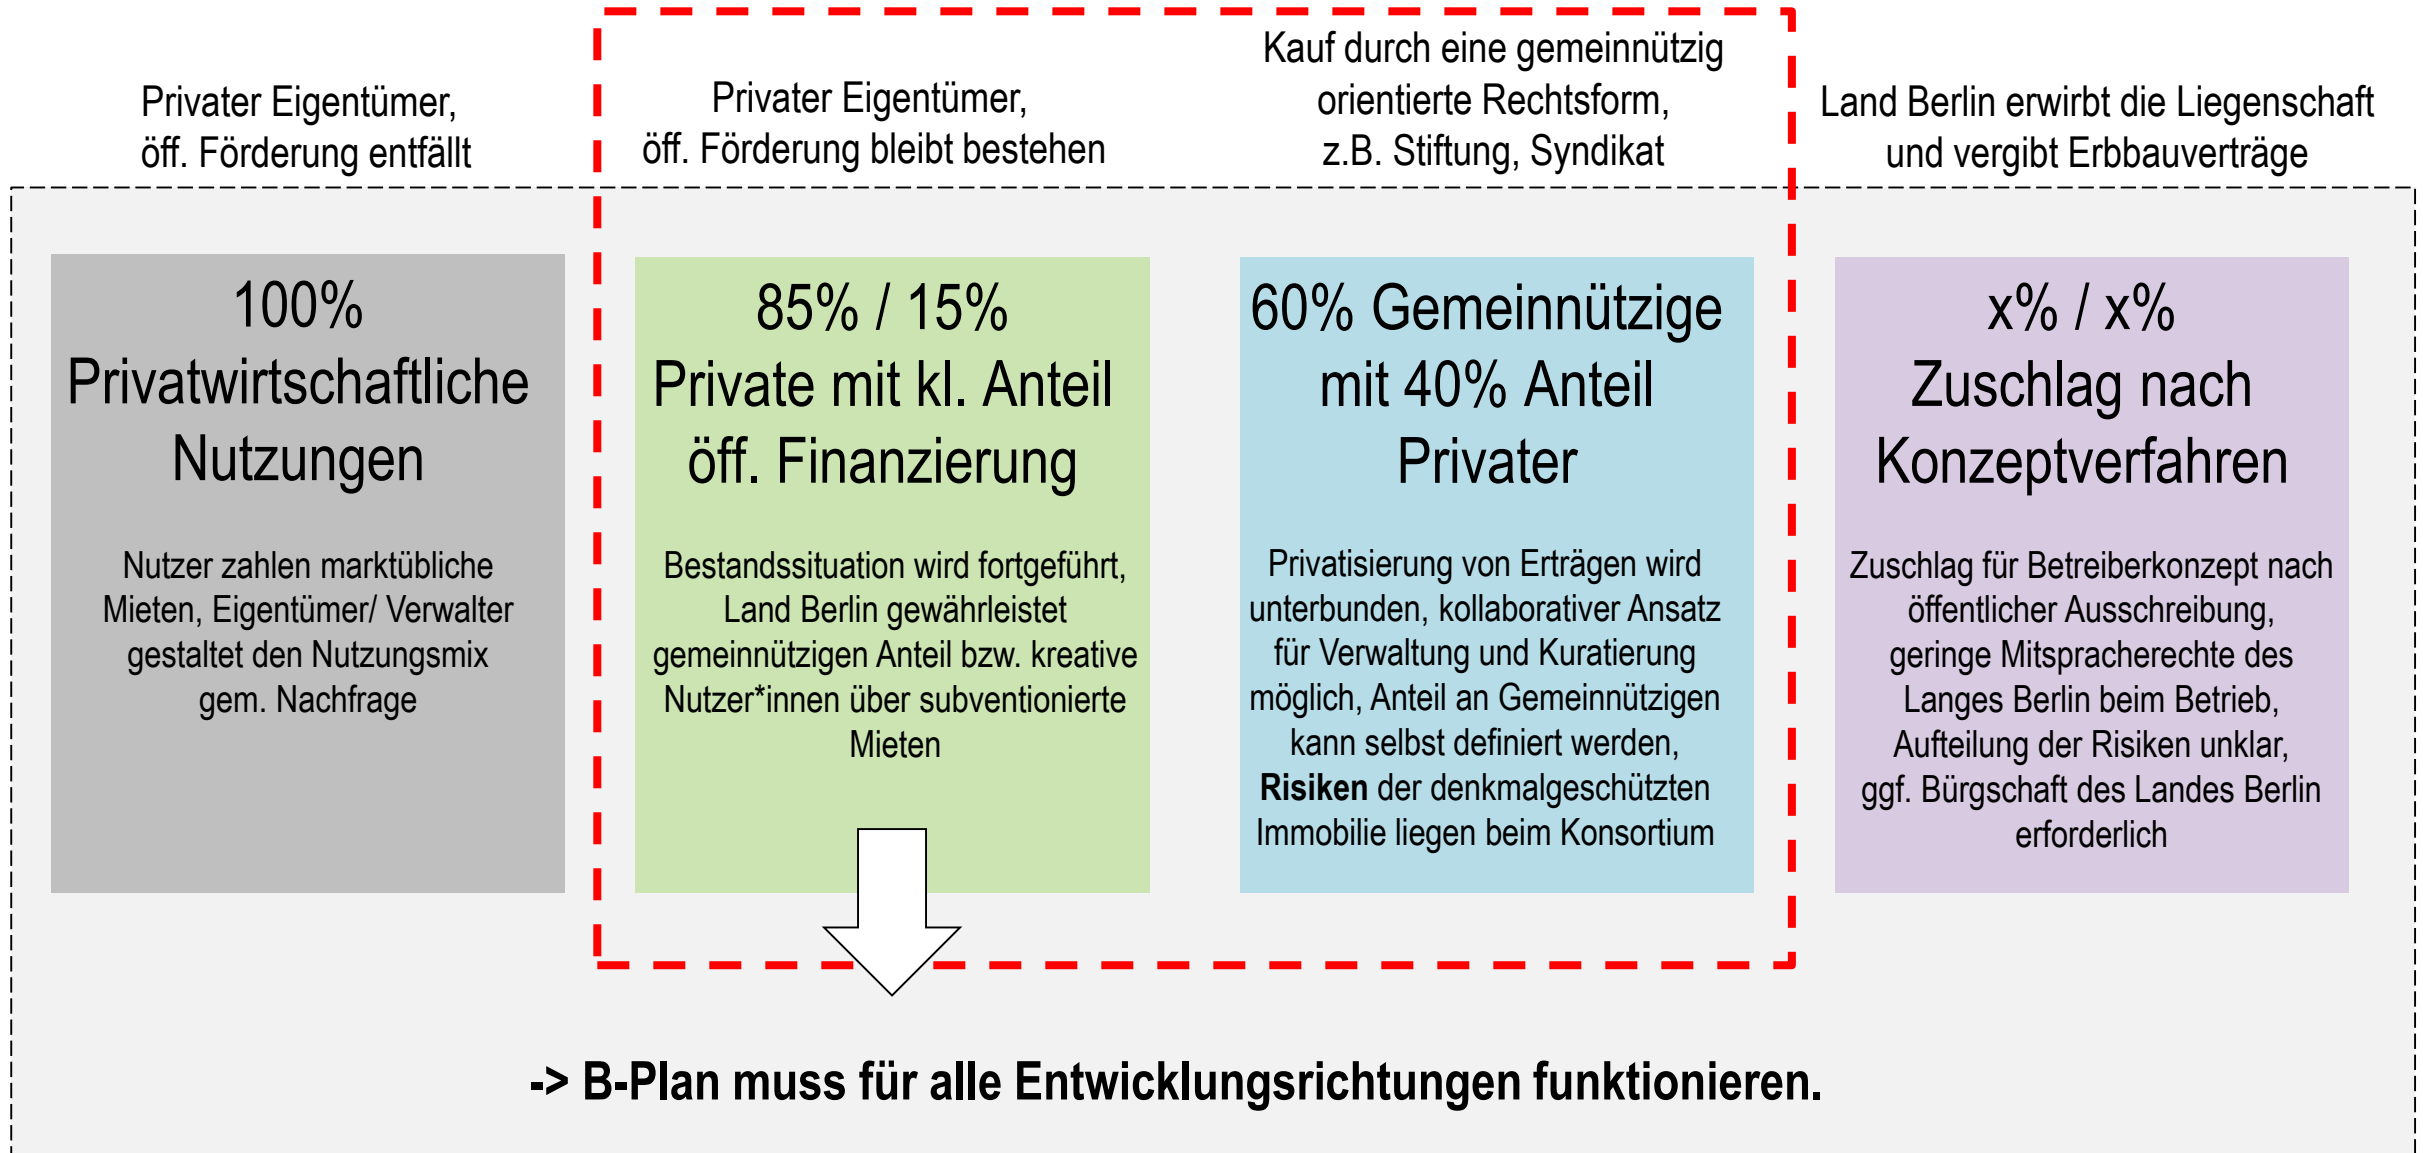 Privater Eigentümer,
öff. Förderung entfällt
Privater Eigentümer,
öff. Förderung bleibt bestehen
Kauf durch eine gemeinnützig
orientierte Rechtsform,
z.B. Stiftung, Syndikat
Land Berlin erwirbt die Liegenschaft
und vergibt Erbbauverträge
100%
Privatwirtschaftliche
Nutzungen
Nutzer zahlen marktübliche
Mieten, Eigentümer/ Verwalter
gestaltet den Nutzungsmix
gem. Nachfrage
85% / 15%
Private mit kl. Anteil
öff. Finanzierung
Bestandssituation wird fortgeführt,
Land Berlin gewährleistet
gemeinnützigen Anteil bzw. kreative
Nutzer*innen über subventionierte
Mieten
60% Gemeinnützige
mit 40% Anteil
Privater
Privatisierung von Erträgen wird
unterbunden, kollaborativer Ansatz
für Verwaltung und Kuratierung
möglich, Anteil an Gemeinnützigen
kann selbst definiert werden,
Risiken der denkmalgeschützten
Immobilie liegen beim Konsortium
x% / x%
Zuschlag nach
Konzeptverfahren
Zuschlag für Betreiberkonzept nach
öffentlicher Ausschreibung,
geringe Mitspracherechte des
Langes Berlin beim Betrieb,
Aufteilung der Risiken unklar,
ggf. Bürgschaft des Landes Berlin
erforderlich
-> B-Plan muss für alle Entwicklungsrichtungen funktionieren.